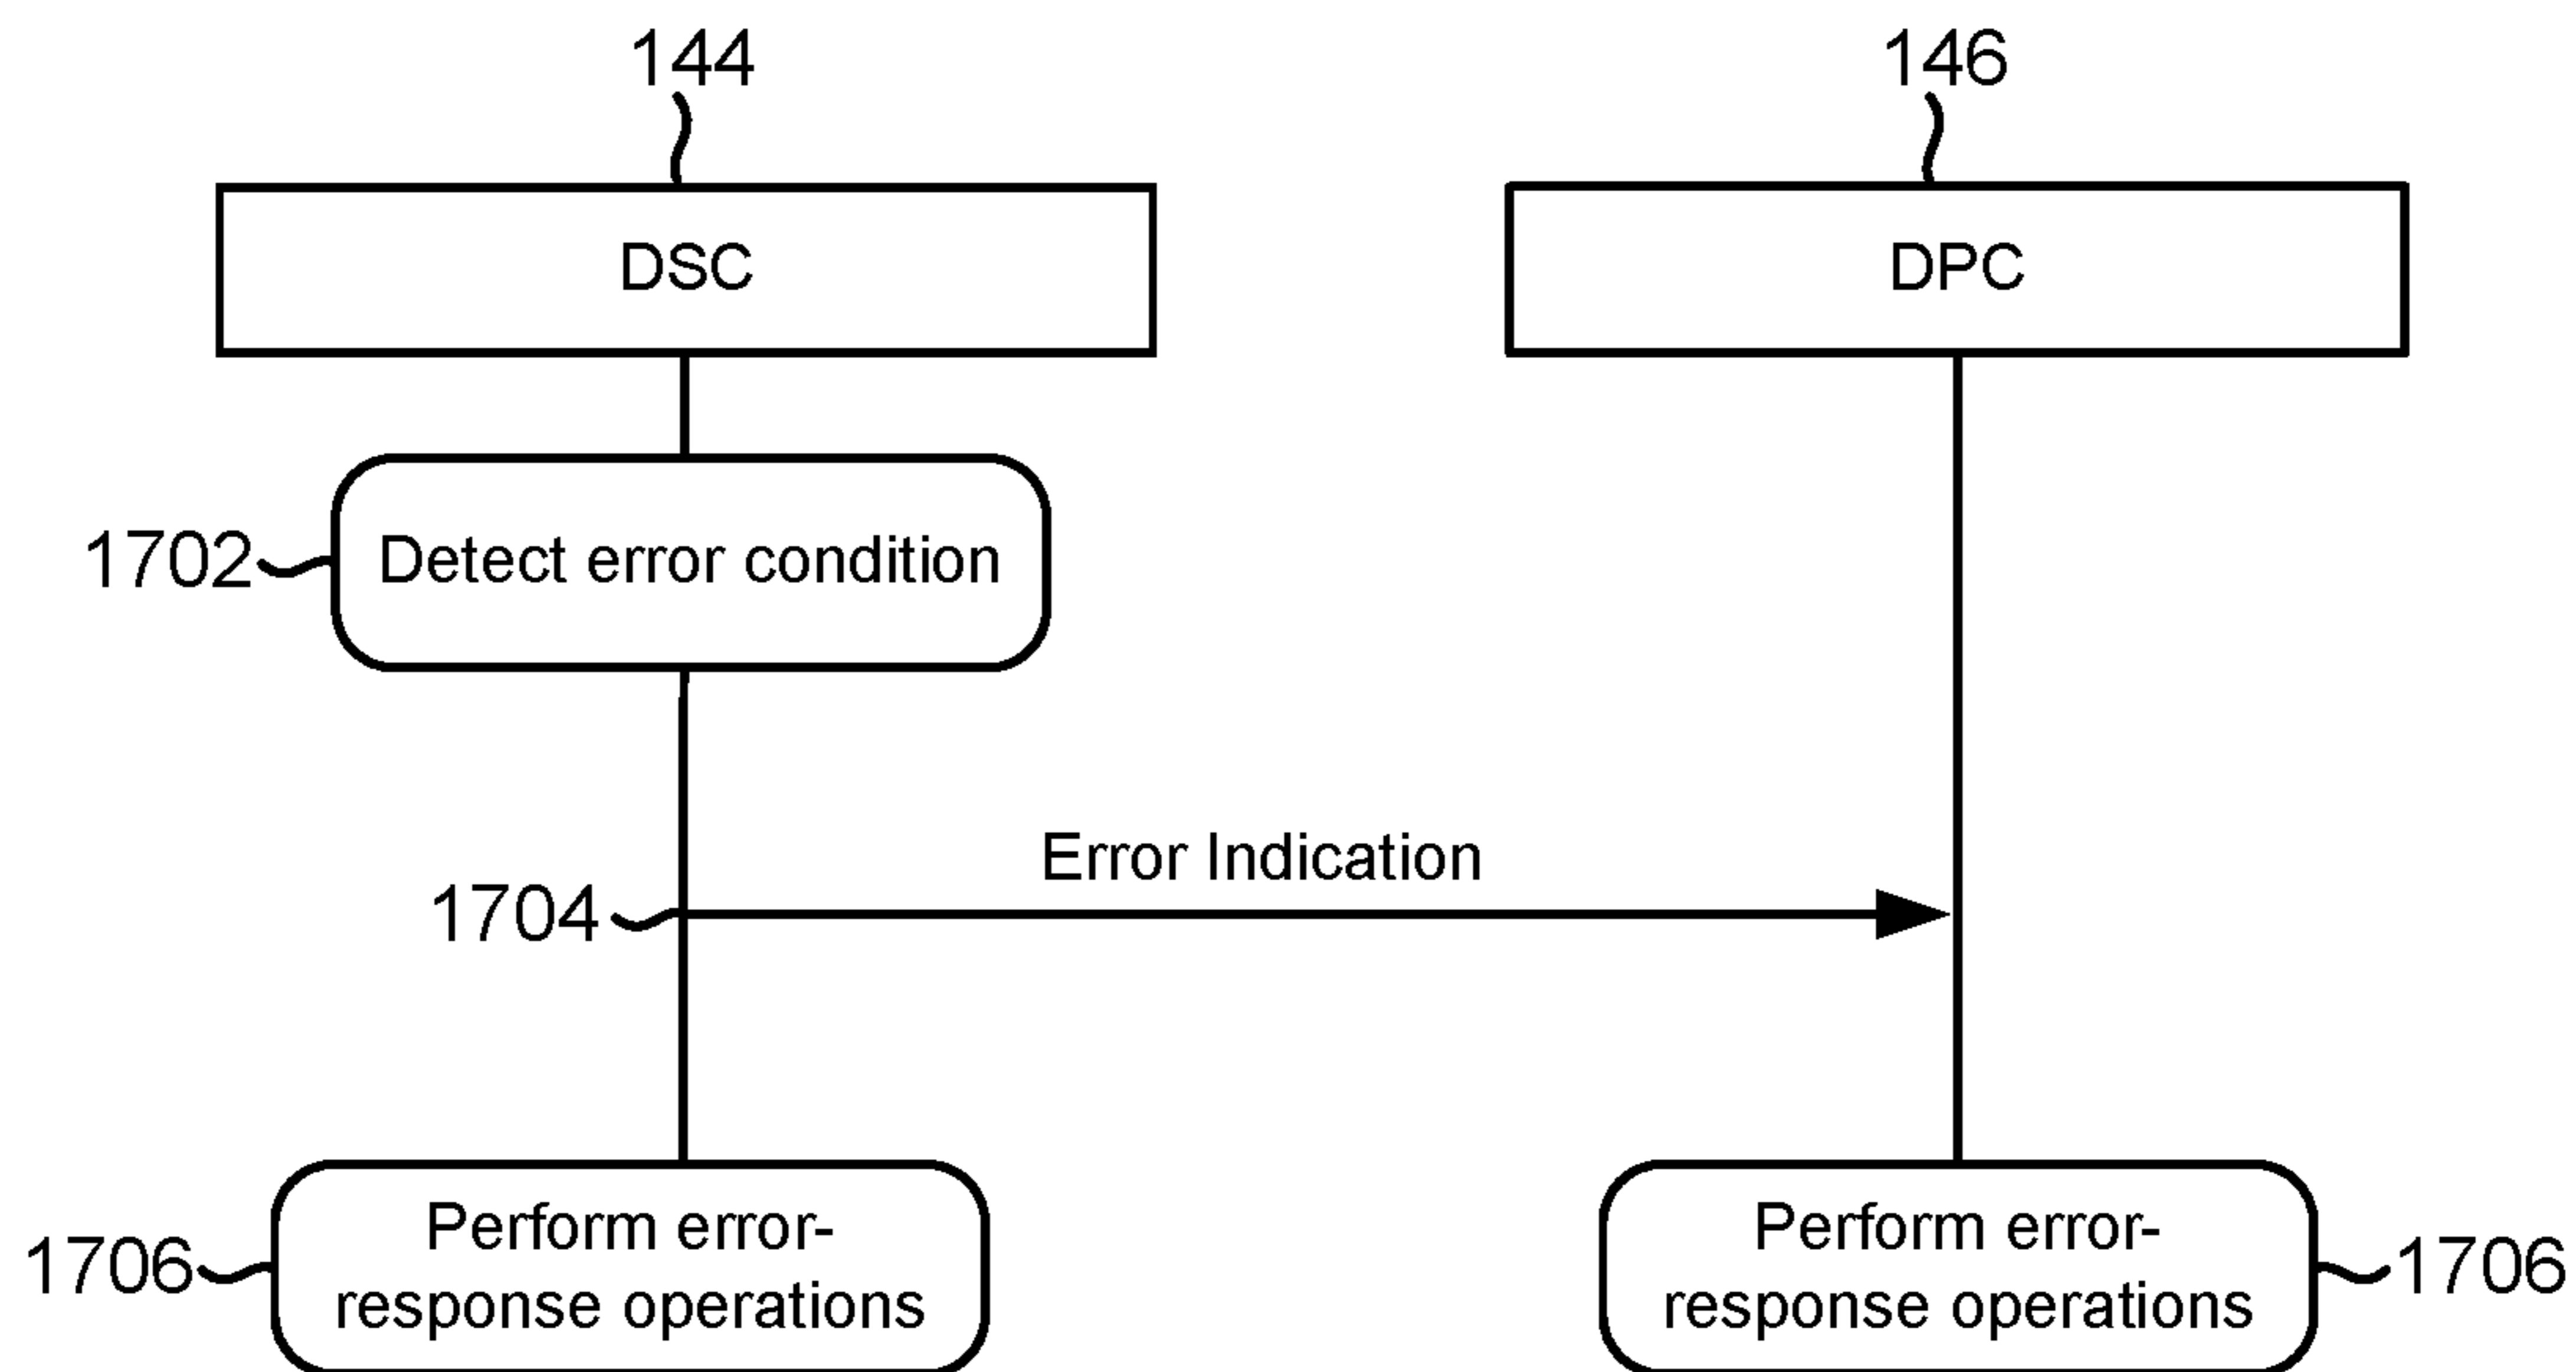 144
146
DSC
DPC
1702
Detect error condition
Error Indication
1704
Perform error-
response operations
1706
Perform error-
response operations
1706